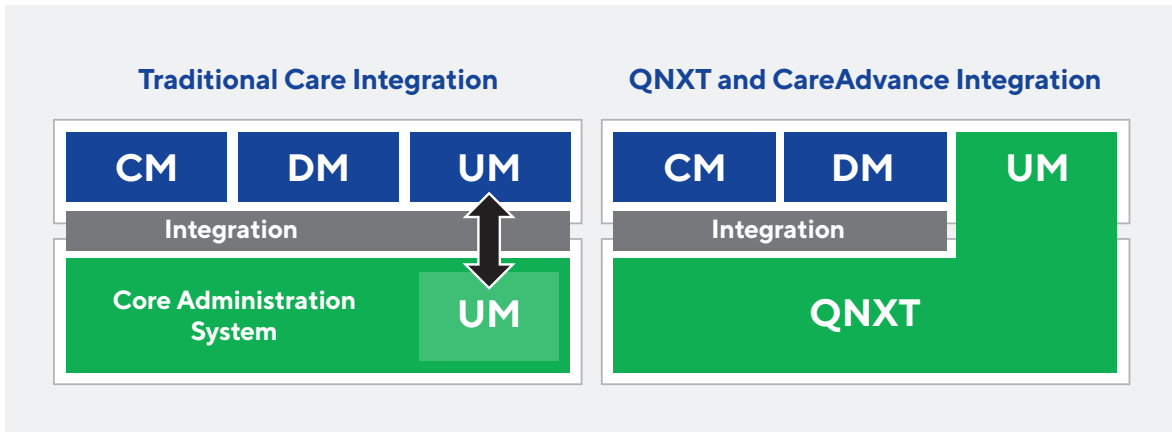 Traditional Care Integration
CM
DM
UM
Integration
Core Administration
System
UM
QNXT and CareAdvance Integration
CM
DM
UM
Integration
QNXT